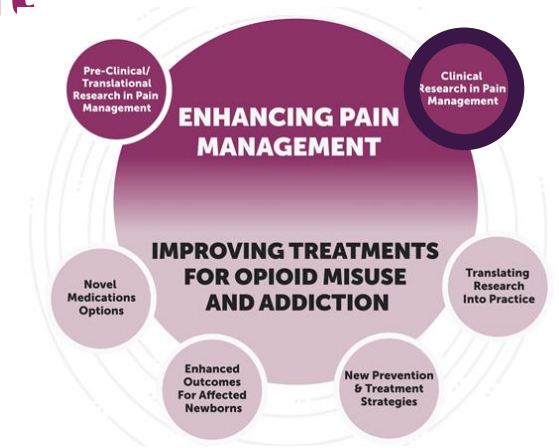 Pre-Clinical/
Translational
Research in Pain
Management
Clinical
Research in Pain
Management
ENHANCING PAIN
MANAGEMENT
IMPROVING TREATMENTS
FOR OPIOID MISUSE
AND ADDICTION
Novel
Medications
Options
Translating
Research
Into Practice
Enhanced
Outcomes
For Affected
Newborns
New Prevention
& Treatment
Strategies